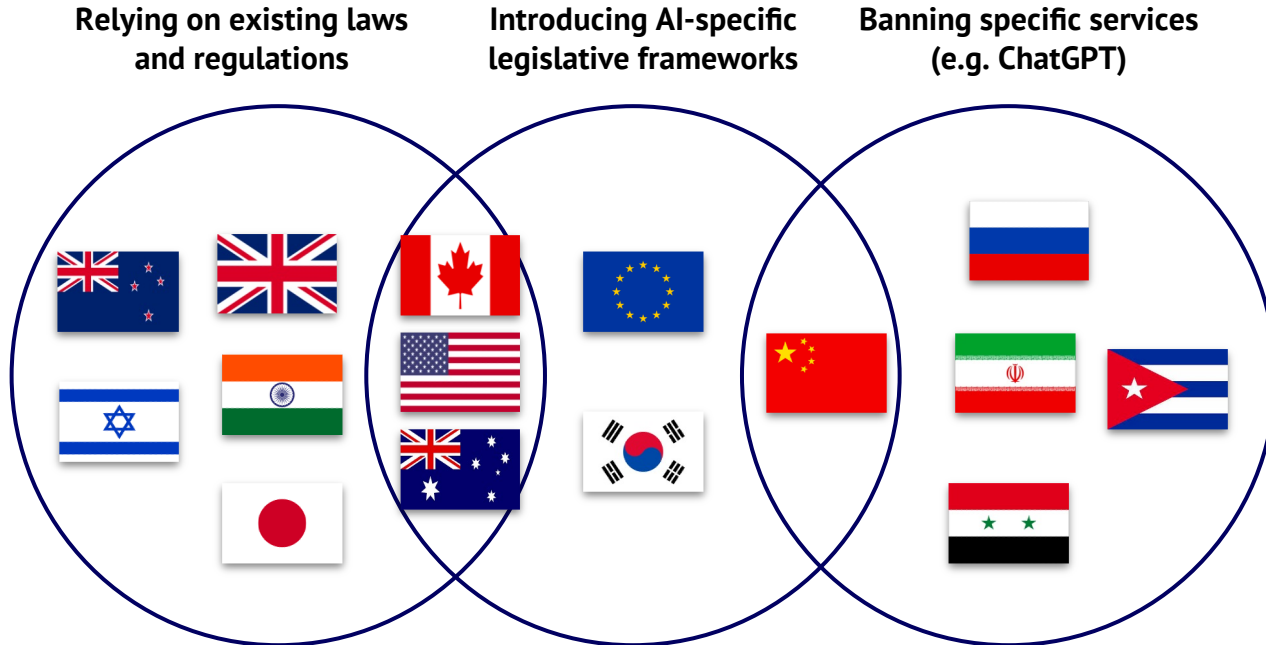 Relying on existing laws
and regulations
Introducing AI-specific
legislative frameworks
Banning specific services
(e.g. ChatGPT)